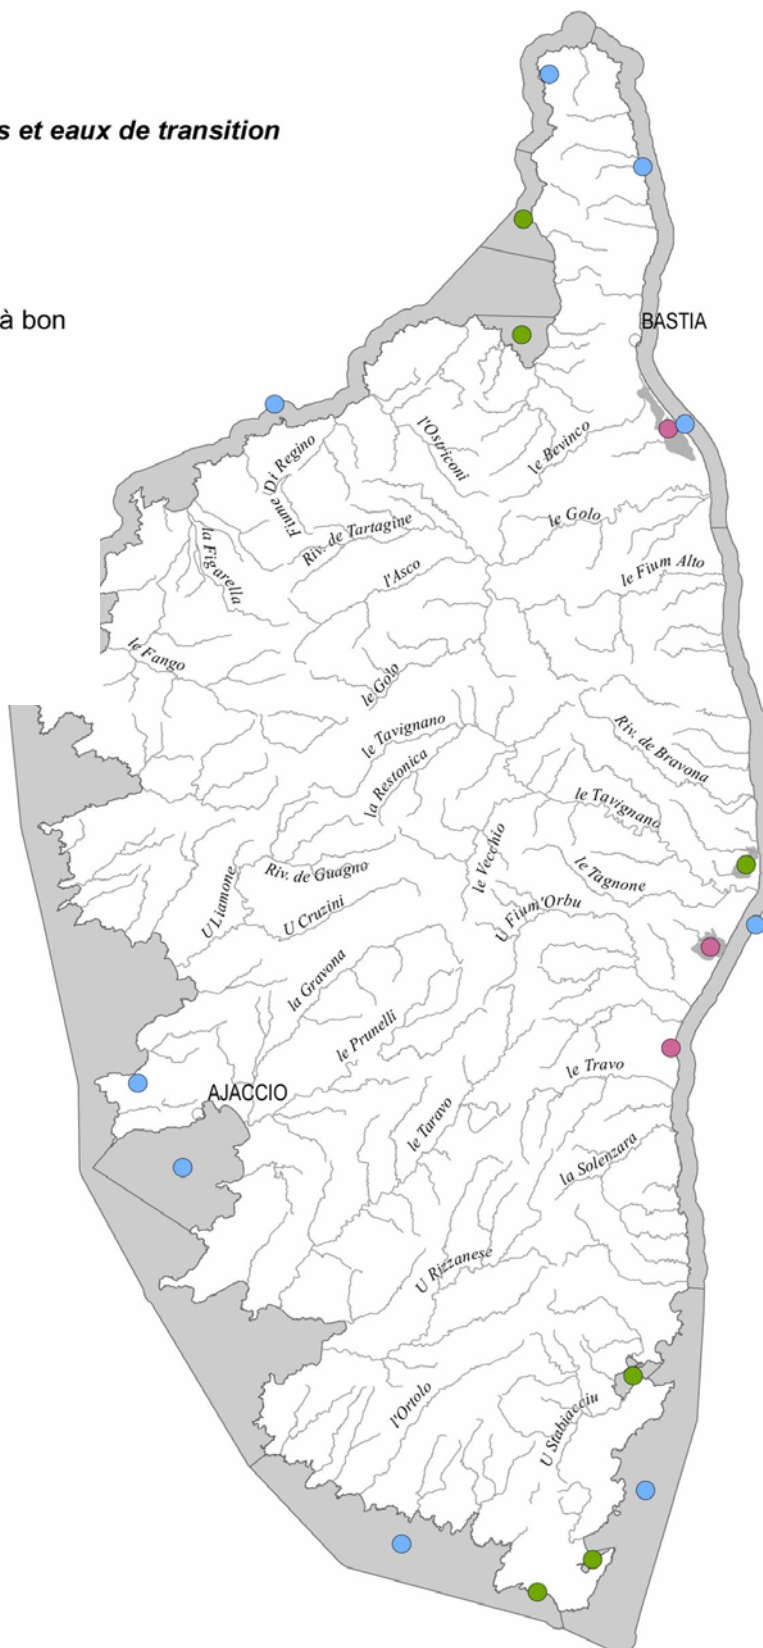 s et eaux de transition
à bon
BASTIA
l'Ostriconi
Fiume Di Regino
le Bevinco
le Golo
la Figarella
Riv. de Tartagine
l'Asco
le Fium Alto
le Fango
le Golo
le Tavignano
Riv. de Bravona
la Restonica
le Tavignano
le Vecchio
Riv. de Guagno
le Tagnone
U Liamone
U Cruzini
U Fium'Orbu
la Gravona
le Prunelli
le Travo
AJACCIO
le Taravo
la Solenzara
U Rizzanese
l'Ortolo
U Stabiacciu